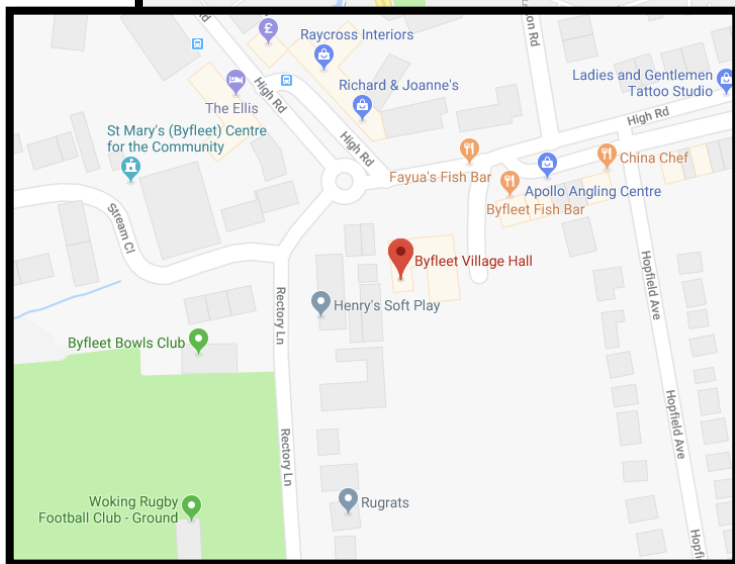 £
Raycross Interiors
High Rd
Richard & Joanne's
The Ellis
High Rd
Ladies and Gentlemen
Tattoo Studio
St Mary's (Byfleet) Centre
for the Community
High Rd
Fayua's Fish Bar
China Chef
Apollo Angling Centre
Byfleet Fish Bar
Stream Cl
Byfleet Village Hall
Rectory Ln
Henry's Soft Play
Hopfield Ave
Byfleet Bowls Club
Rectory Ln
Hopfield Ave
Woking Rugby
Football Club - Ground
Rugrats